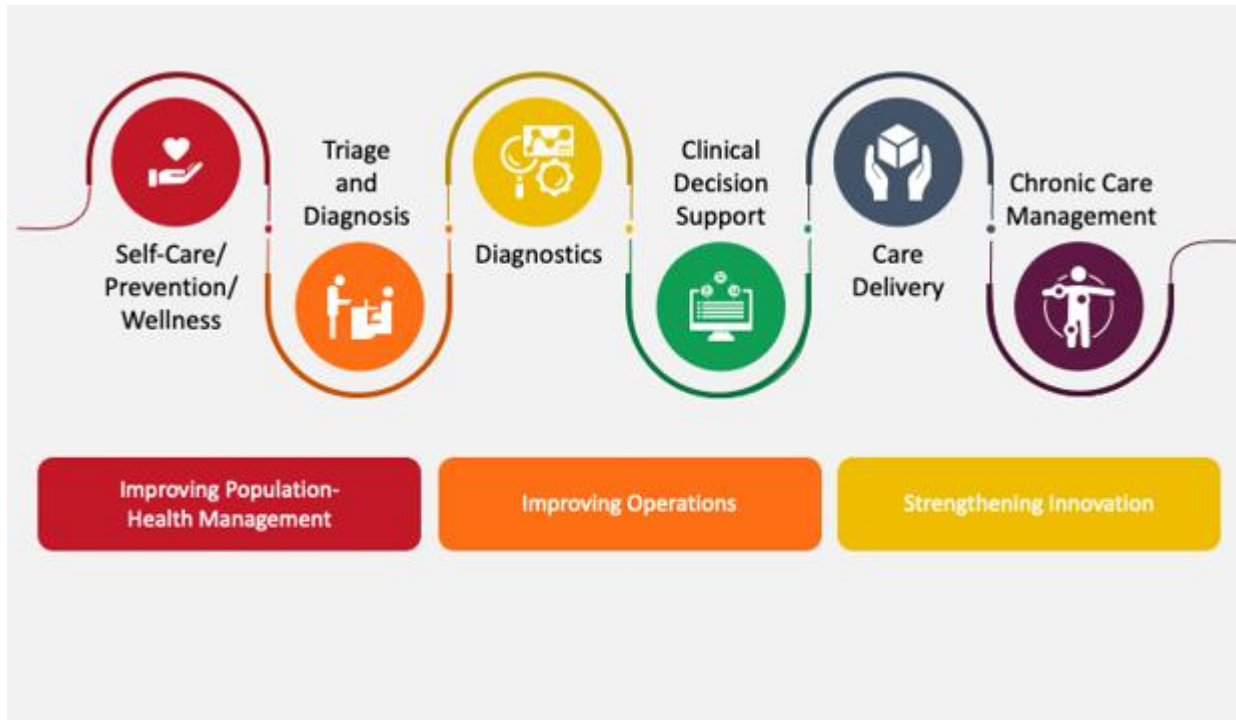 Self-Care/
Prevention/
Wellness
Triage
and
Diagnosis
Diagnostics
Clinical
Decision
Support
Care
Delivery
Chronic Care
Management
Improving Population-
Health Management
Improving Operations
Strengthening Innovation